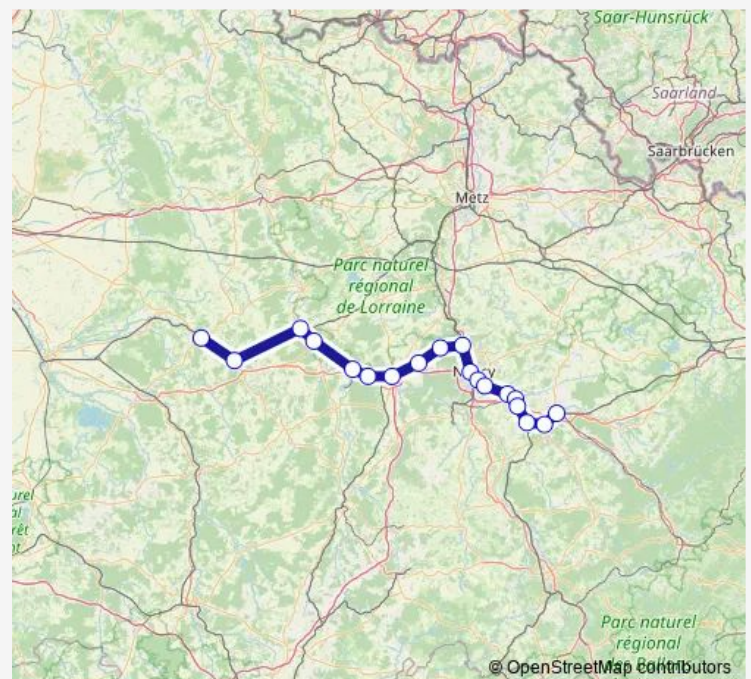 Saar-Hunsrück
Saarland
Saarbrücken
Metz
Parc naturel
régional
de Lorraine
Parc naturel
régional
© OpenStreetMap contributors